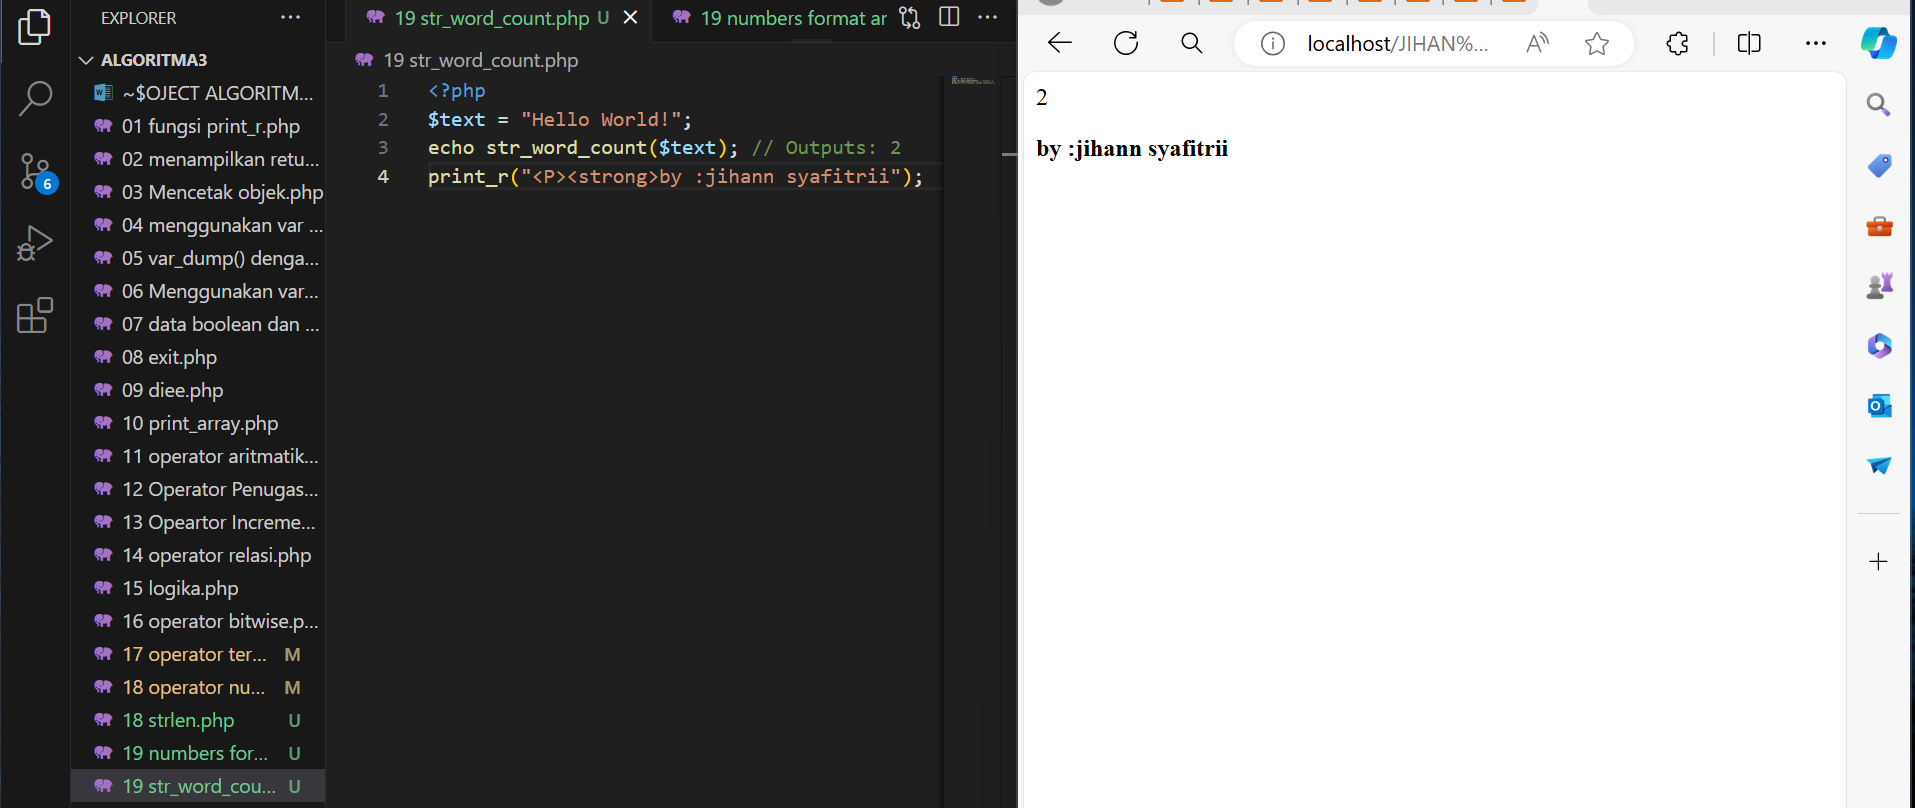 EXPLORER
ALGORITMA3
~$OJECT ALGORITM...
01 fungsi print_r.php
02 menampilkan retu...
03 Mencetak objek.php
04 menggunakan var ...
05 var_dump() denga...
06 Menggunakan var...
07 data boolean dan ...
08 exit.php
09 diee.php
10 print_array.php
11 operator aritmatik...
12 Operator Penugas...
13 Opeartor Increme...
14 operator relasi.php
15 logika.php
16 operator bitwise.p...
17 operator ter... M
18 operator nu... M
18 strlen.php U
19 numbers for... U
19 str_word_cou... U
6
19 str_word_count.php U
19 numbers format ar
19 str_word_count.php
1 <?php
2 $text = "Hello World!";
3 echo str_word_count($text); // Outputs: 2
4 print_r("<P><strong>by :jihann syafitrii");
localhost/JIHAN%...
2
by :jihann syafitrii